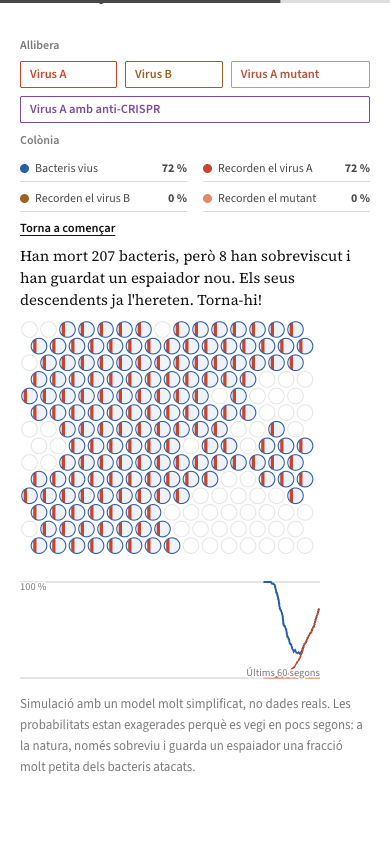 Allibera
Virus A
Virus B
Virus A mutant
Virus A amb anti-CRISPR
Colònia
Bacteris vius 72 %
Recorden el virus A 72 %
Recorden el virus B 0 %
Recorden el mutant 0 %
Torna a començar
Han mort 207 bacteris, però 8 han sobreviscut i
han guardat un espaiador nou. Els seus
descendents ja l'hereten. Torna-hi!
100 %
Últims 60 segons
Simulació amb un model molt simplificat, no dades reals. Les
probabilitats estan exagerades perquè es vegi en pocs segons: a
la natura, només sobreviu i guarda un espaiador una fracció
molt petita dels bacteris atacats.